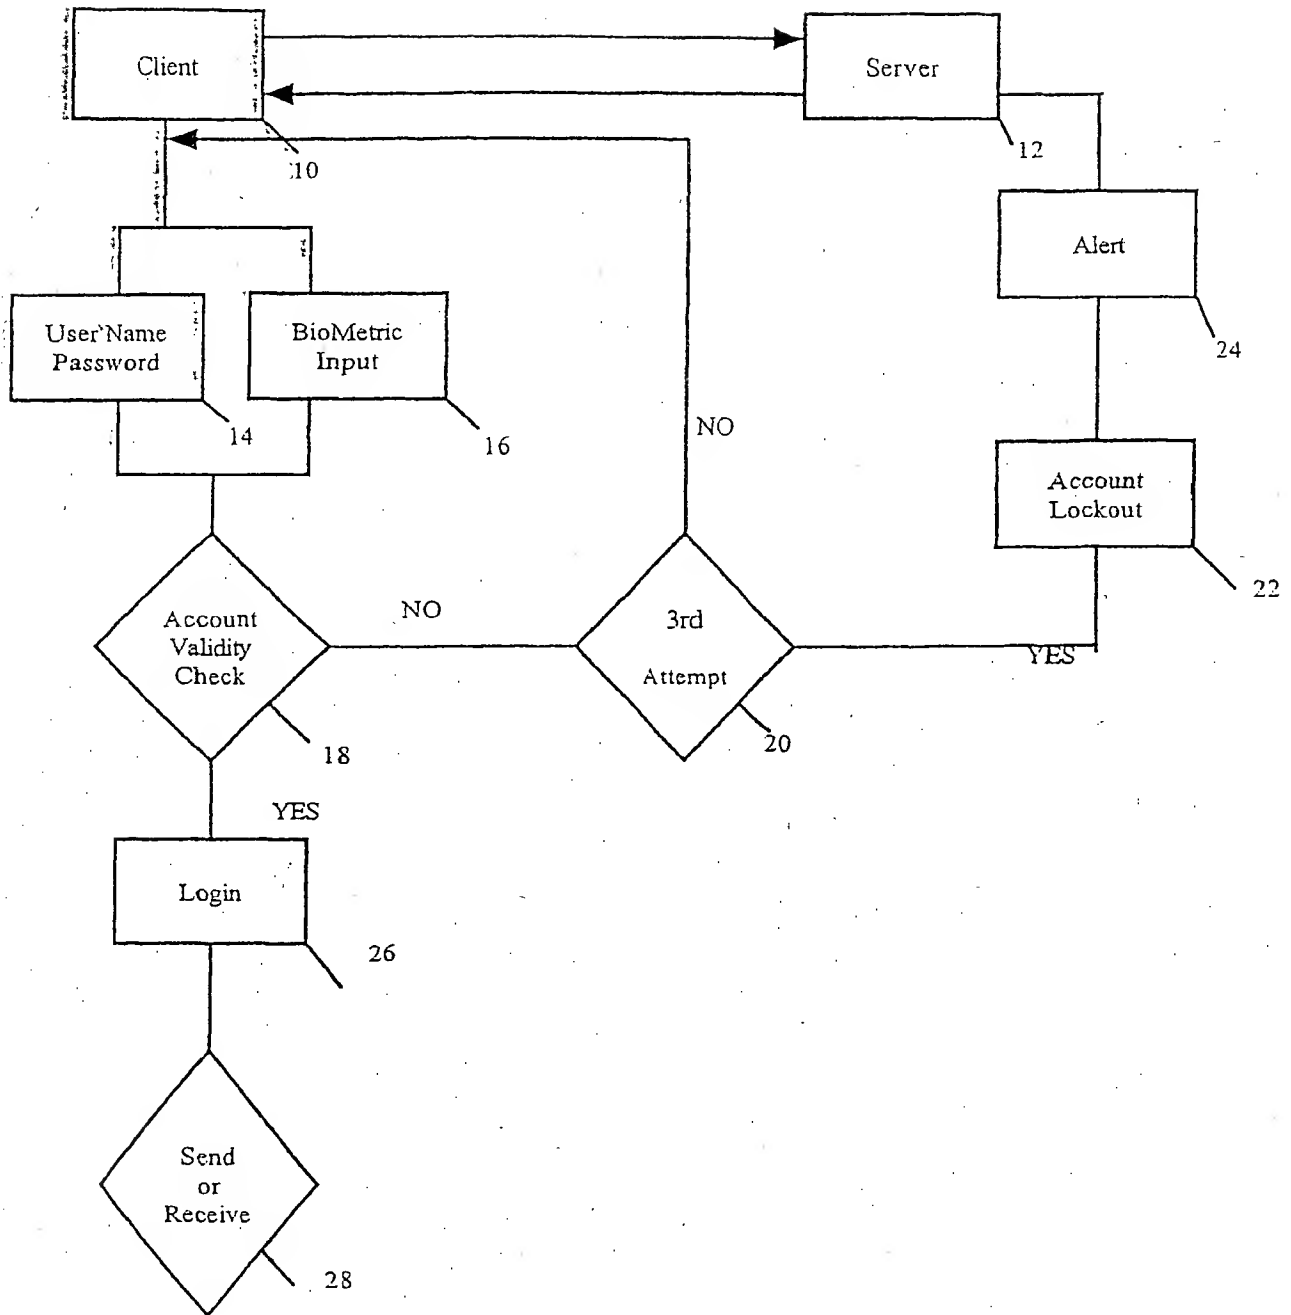 Client
Server
10
12
Alert
24
User Name
Password
14
BioMetric
Input
16
NO
Account
Lockout
22
Account
Validity
Check
18
NO
3rd
Attempt
20
YES
YES
Login
26
Send
or
Receive
28